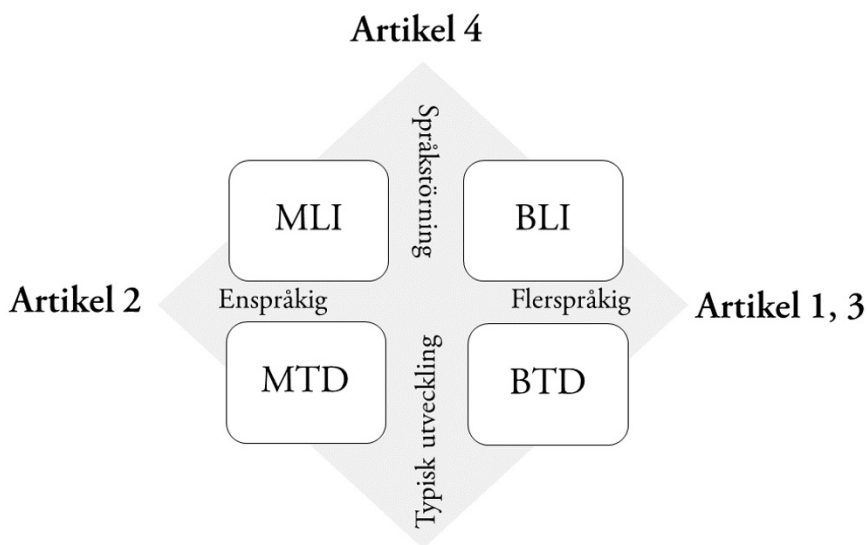 Artikel 4
Språkstörning
MLI
BLI
Artikel 2
Enspråkig
Flerspråkig
Artikel 1, 3
MTD
BTD
Typisk utveckling